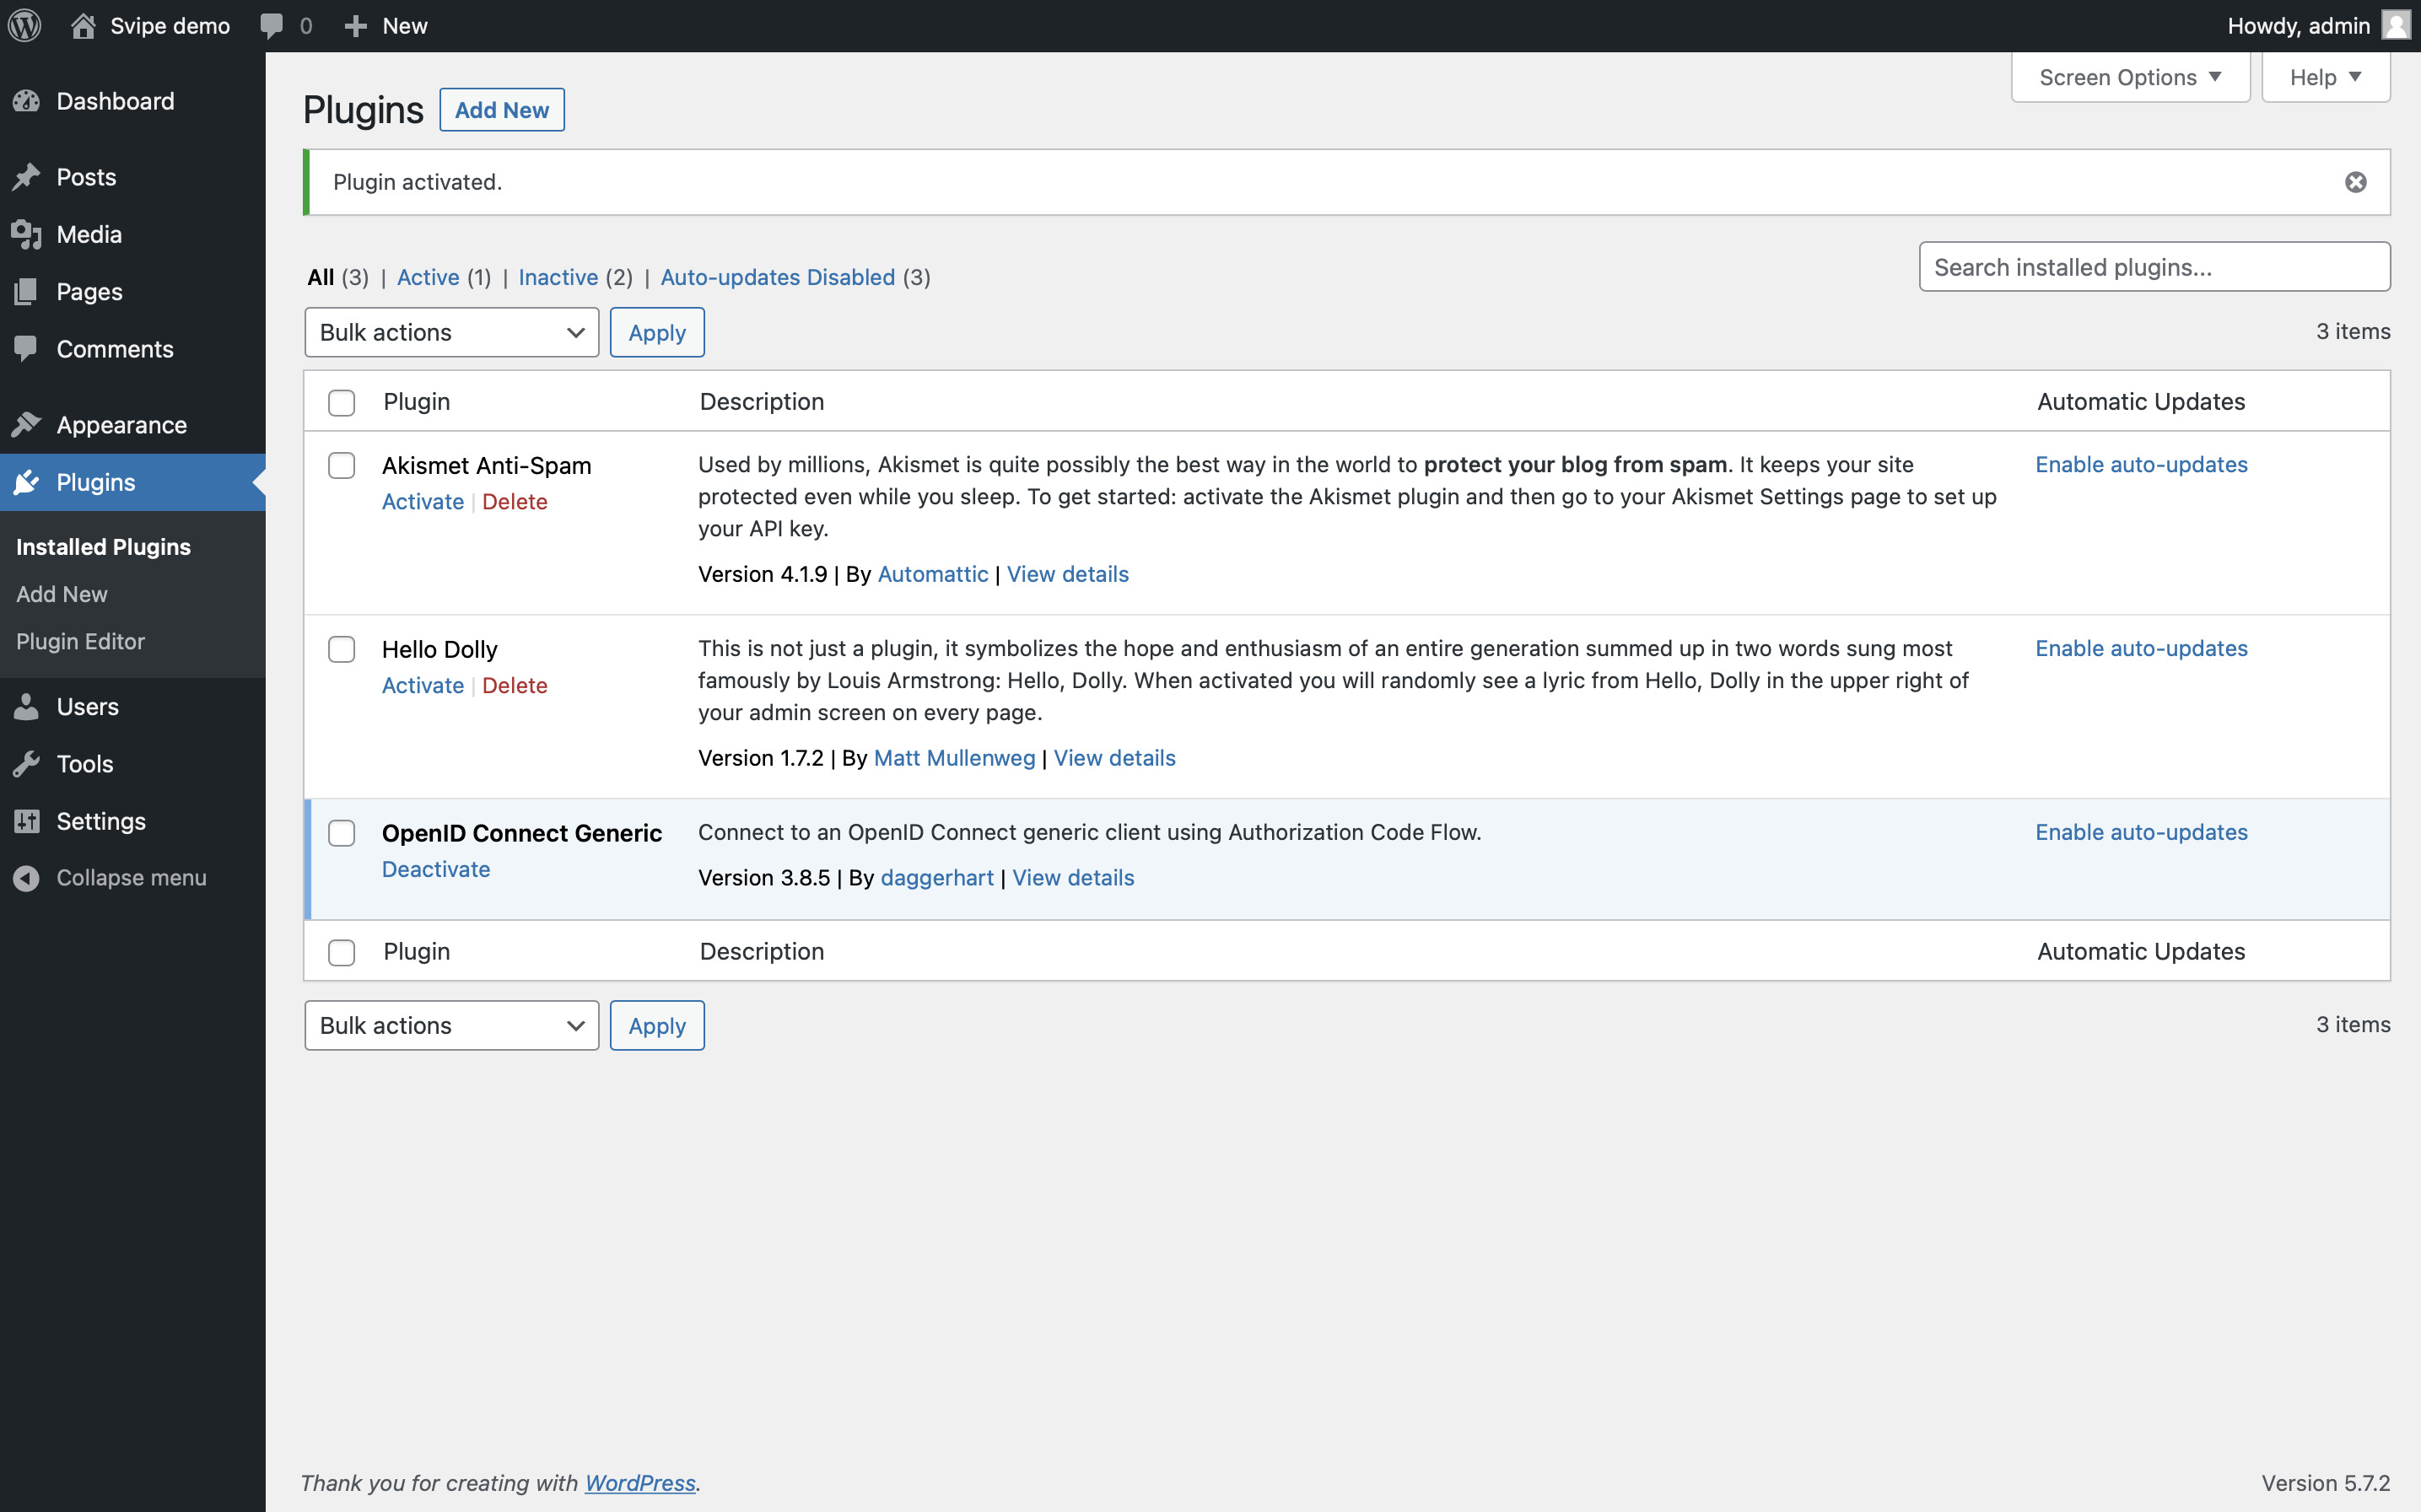 Svipe demo 0 New Howdy, admin
Dashboard
Posts
Media
Pages
Comments
Appearance
Plugins
Installed Plugins
Add New
Plugin Editor
Users
Tools
Settings
Collapse menu
Screen Options ▼ Help ▼
Plugins Add New
Plugin activated.
All (3) | Active (1) | Inactive (2) | Auto-updates Disabled (3)
Search installed plugins...
Bulk actions Apply 3 items
Plugin Description Automatic Updates
Akismet Anti-Spam
Activate | Delete
Used by millions, Akismet is quite possibly the best way in the world to protect your blog from spam. It keeps your site
protected even while you sleep. To get started: activate the Akismet plugin and then go to your Akismet Settings page to set up
your API key.
Version 4.1.9 | By Automattic | View details
Enable auto-updates
Hello Dolly
Activate | Delete
This is not just a plugin, it symbolizes the hope and enthusiasm of an entire generation summed up in two words sung most
famously by Louis Armstrong: Hello, Dolly. When activated you will randomly see a lyric from Hello, Dolly in the upper right of
your admin screen on every page.
Version 1.7.2 | By Matt Mullenweg | View details
Enable auto-updates
OpenID Connect Generic
Deactivate
Connect to an OpenID Connect generic client using Authorization Code Flow.
Version 3.8.5 | By daggerhart | View details
Enable auto-updates
Plugin Description Automatic Updates
Bulk actions Apply 3 items
Thank you for creating with WordPress. Version 5.7.2